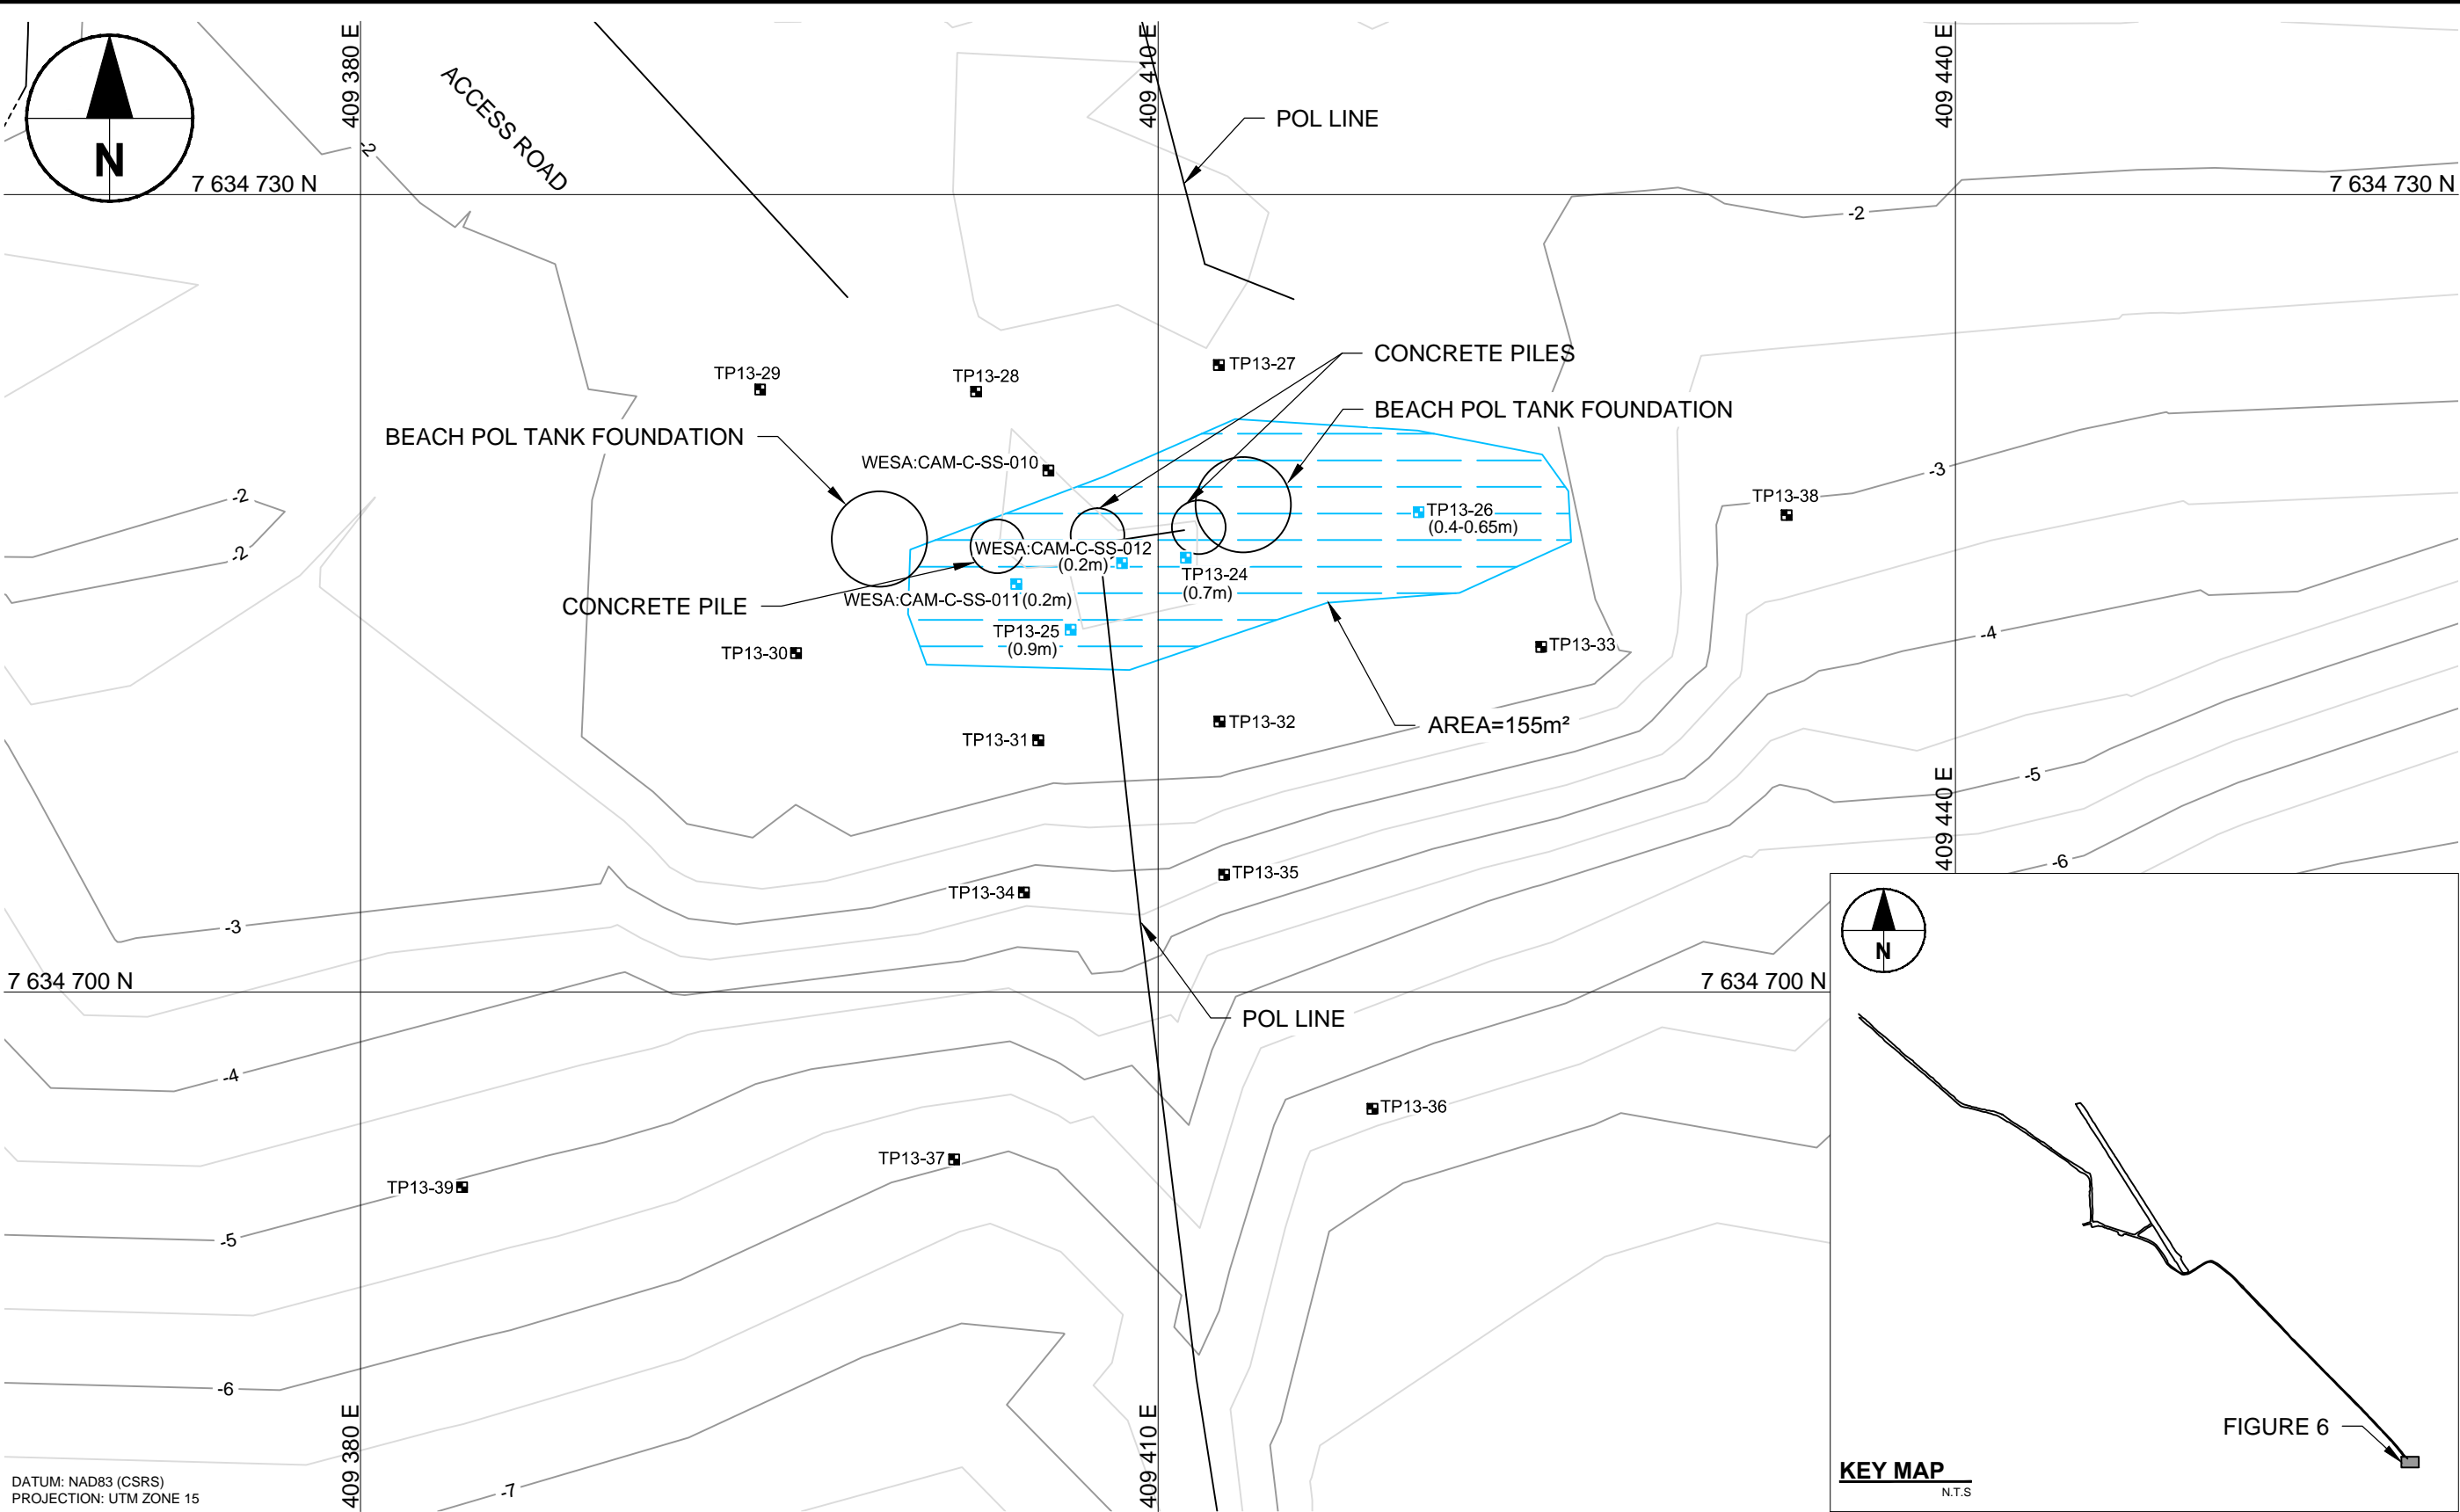 409 380 E
409 410 E
409 440 E
ACCESS ROAD
N
POL LINE
-2
7 634 730 N
7 634 730 N
-2
TP13-29
TP13-28
TP13-27
CONCRETE PILES
BEACH POL TANK FOUNDATION
BEACH POL TANK FOUNDATION
WESA:CAM-C-SS-010
-3
-2
TP13-38
TP13-26
(0.4-0.65m)
-2
WESA:CAM-C-SS-012
(0.2m)
TP13-24
(0.7m)
CONCRETE PILE
WESA:CAM-C-SS-011(0.2m)
TP13-25
(0.9m)
-4
TP13-30
TP13-33
TP13-32
AREA=155m²
TP13-31
-5
409 440 E
-6
TP13-35
TP13-34
-3
N
7 634 700 N
7 634 700 N
POL LINE
-4
TP13-36
TP13-37
TP13-39
-5
-6
409 380 E
409 410 E
FIGURE 6
KEY MAP
N.T.S
-7
DATUM: NAD83 (CSRS)
PROJECTION: UTM ZONE 15